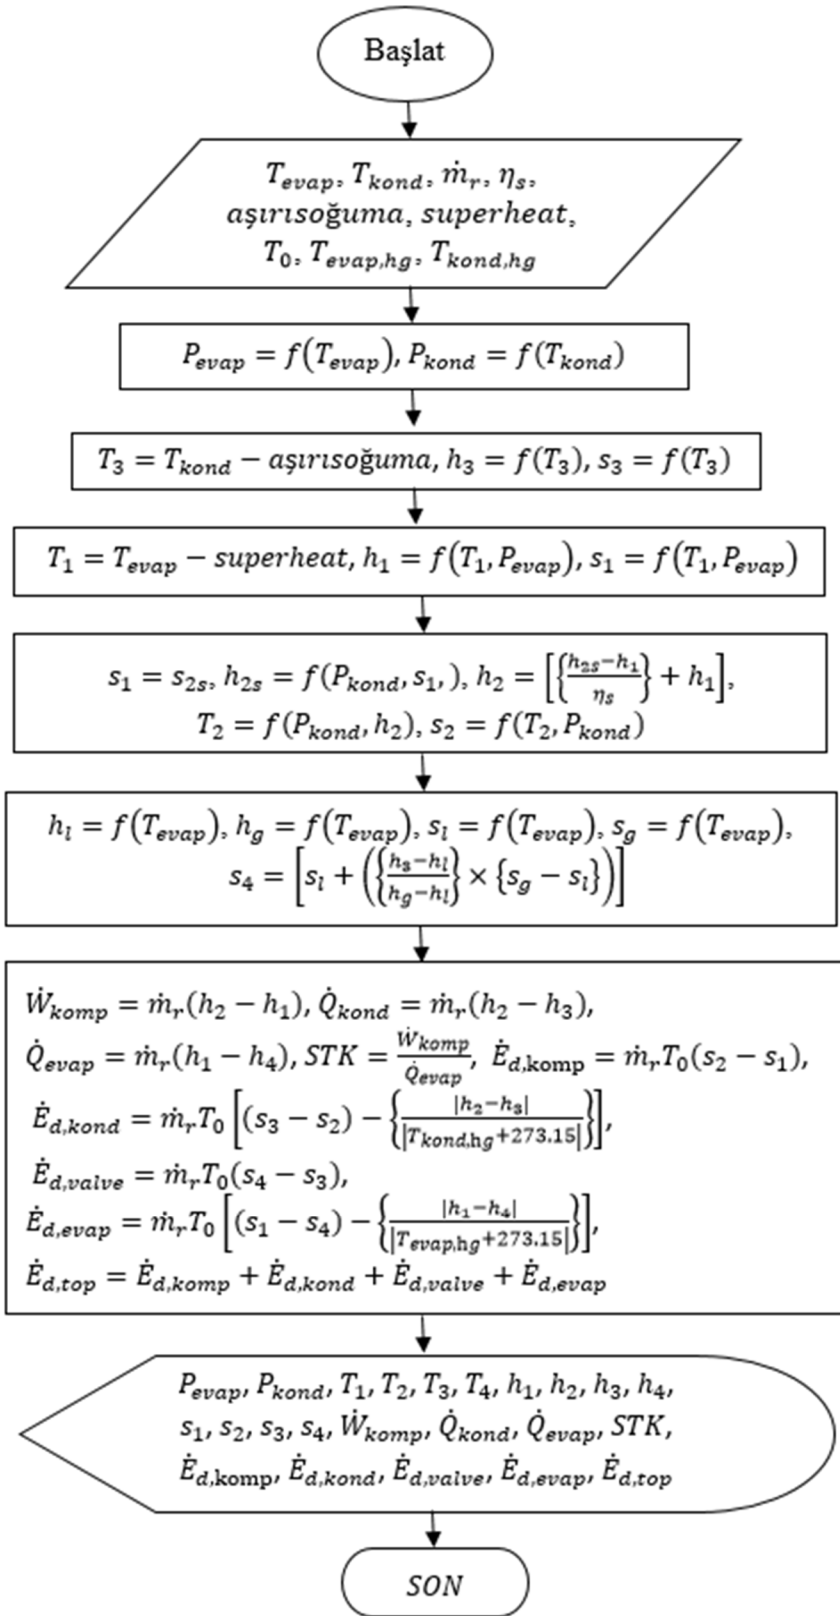 Başlat
T_evap, T_kond, ṁ_r, η_s,
aşırısoğuma, superheat,
T_0, T_evap,hg, T_kond,hg
P_evap = f(T_evap), P_kond = f(T_kond)
T_3 = T_kond − aşırısoğuma, h_3 = f(T_3), s_3 = f(T_3)
T_1 = T_evap − superheat, h_1 = f(T_1, P_evap), s_1 = f(T_1, P_evap)
s_1 = s_2s, h_2s = f(P_kond, s_1,), h_2 = [{(h_2s−h_1)/η_s} + h_1],
T_2 = f(P_kond, h_2), s_2 = f(T_2, P_kond)
h_l = f(T_evap), h_g = f(T_evap), s_l = f(T_evap), s_g = f(T_evap),
s_4 = [s_l + ({(h_3−h_l)/(h_g−h_l)} × {s_g − s_l})]
Ẇ_komp = ṁ_r(h_2 − h_1), Q̇_kond = ṁ_r(h_2 − h_3),
Q̇_evap = ṁ_r(h_1 − h_4), STK = Ẇ_komp/Q̇_evap, Ė_d,komp = ṁ_rT_0(s_2 − s_1),
Ė_d,kond = ṁ_rT_0[(s_3 − s_2) − {|h_2−h_3|/|T_kond,hg+273.15|}],
Ė_d,valve = ṁ_rT_0(s_4 − s_3),
Ė_d,evap = ṁ_rT_0[(s_1 − s_4) − {|h_1−h_4|/|T_evap,hg+273.15|}],
Ė_d,top = Ė_d,komp + Ė_d,kond + Ė_d,valve + Ė_d,evap
P_evap, P_kond, T_1, T_2, T_3, T_4, h_1, h_2, h_3, h_4,
s_1, s_2, s_3, s_4, Ẇ_komp, Q̇_kond, Q̇_evap, STK,
Ė_d,komp, Ė_d,kond, Ė_d,valve, Ė_d,evap, Ė_d,top
SON